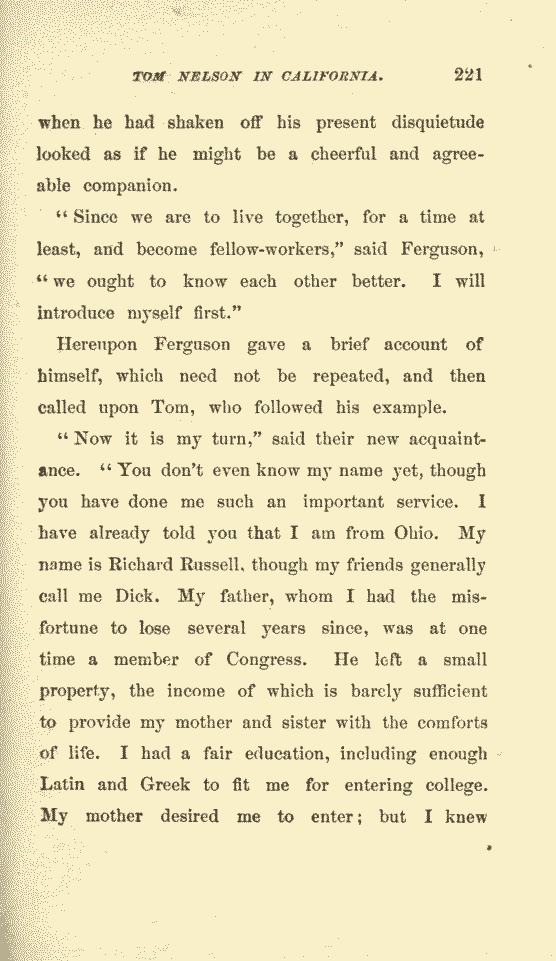 TOM NELSON IN CALIFORNIA. 221
when he had shaken off his present disquietude
looked as if he might be a cheerful and agree-
able companion.
“ Since we are to live together, for a time at
least, and become fellow-workers,” said Ferguson,
“ we ought to know each other better. I will
introduce myself first.”
Hereupon Ferguson gave a brief account of
himself, which need not be repeated, and then
called upon Tom, who followed his example.
“ Now it is my turn,” said their new acquaint-
ance. “ You don’t even know my name yet, though
you have done me such an important service. I
have already told you that I am from Ohio. My
name is Richard Russell, though my friends generally
call me Dick. My father, whom I had the mis-
fortune to lose several years since, was at one
time a member of Congress. He left a small
property, the income of which is barely sufficient
to provide my mother and sister with the comforts
of life. I had a fair education, including enough
Latin and Greek to fit me for entering college.
My mother desired me to enter; but I knew